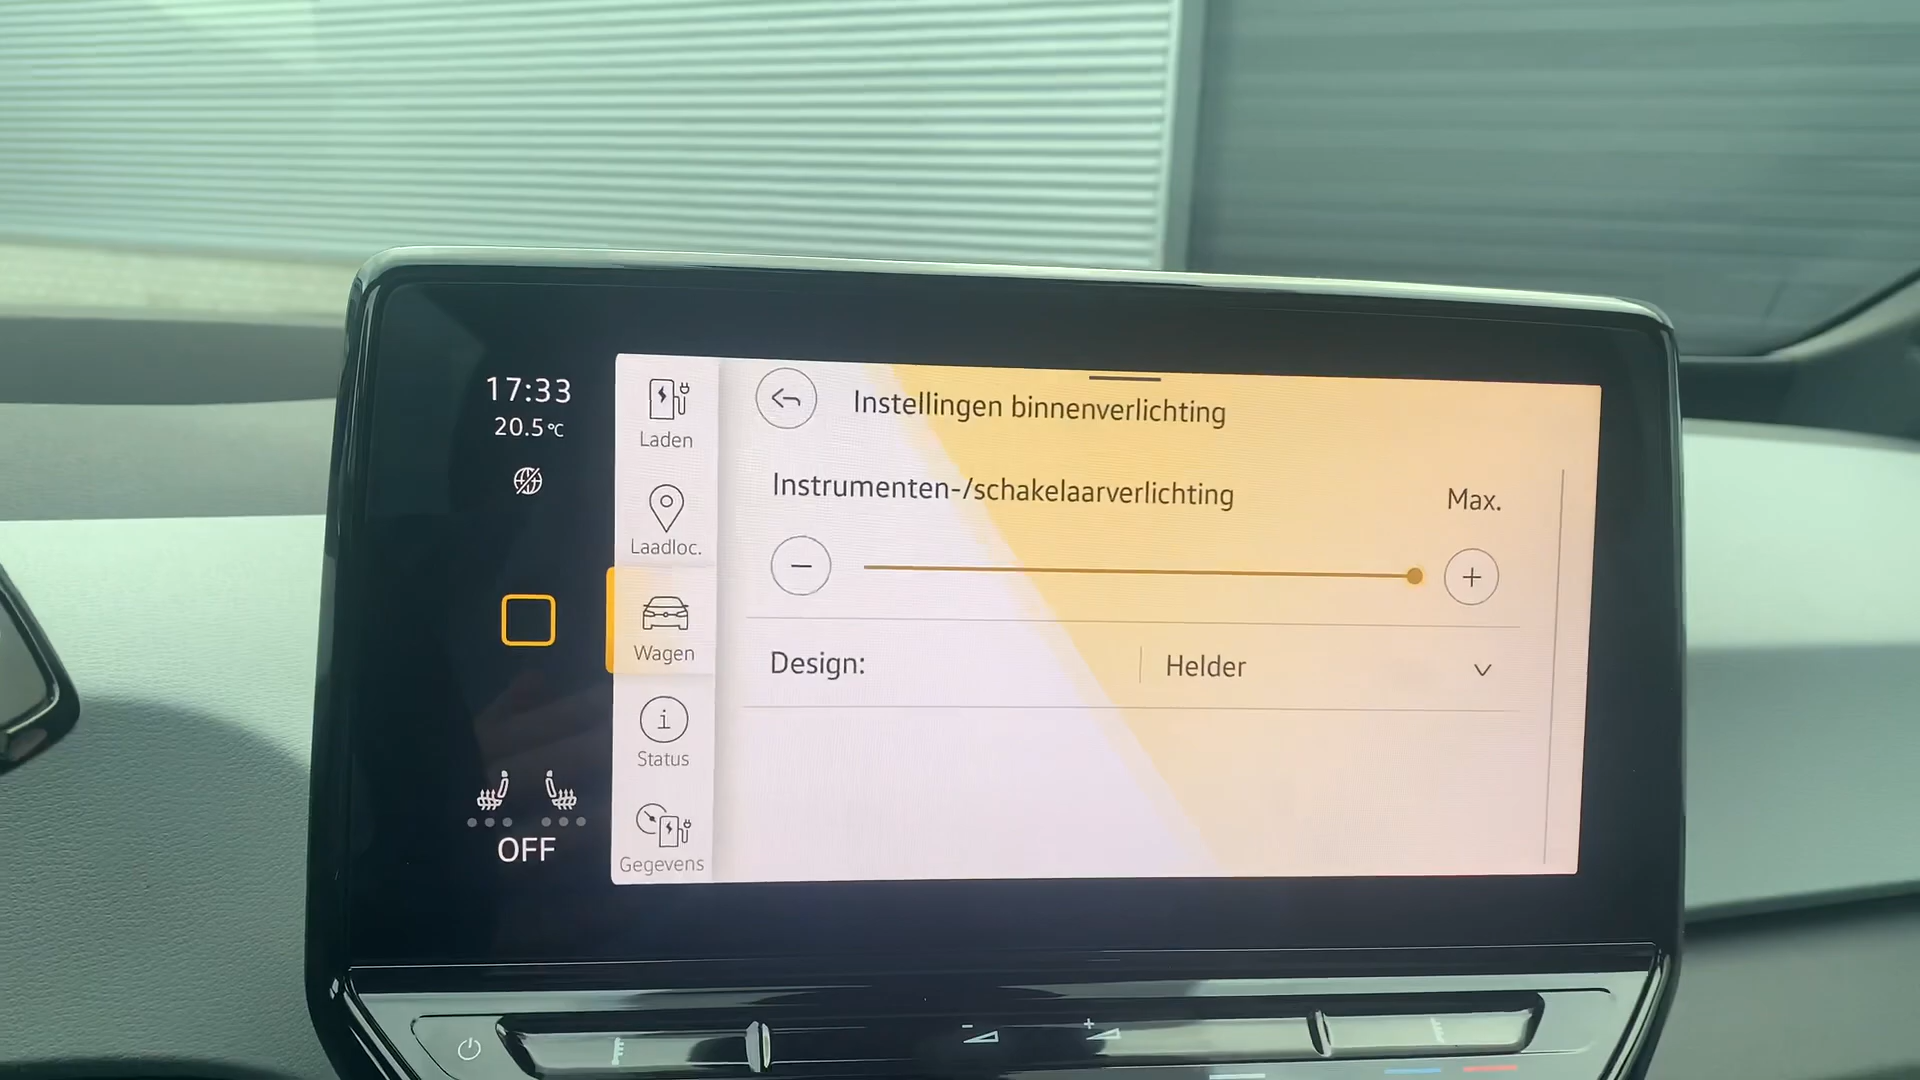 17:33
20.5°C
OFF
Laden
Laadloc.
Wagen
Status
Gegevens
Instellingen binnenverlichting
Instrumenten-/schakelaarverlichting
Max.
Design:
Helder